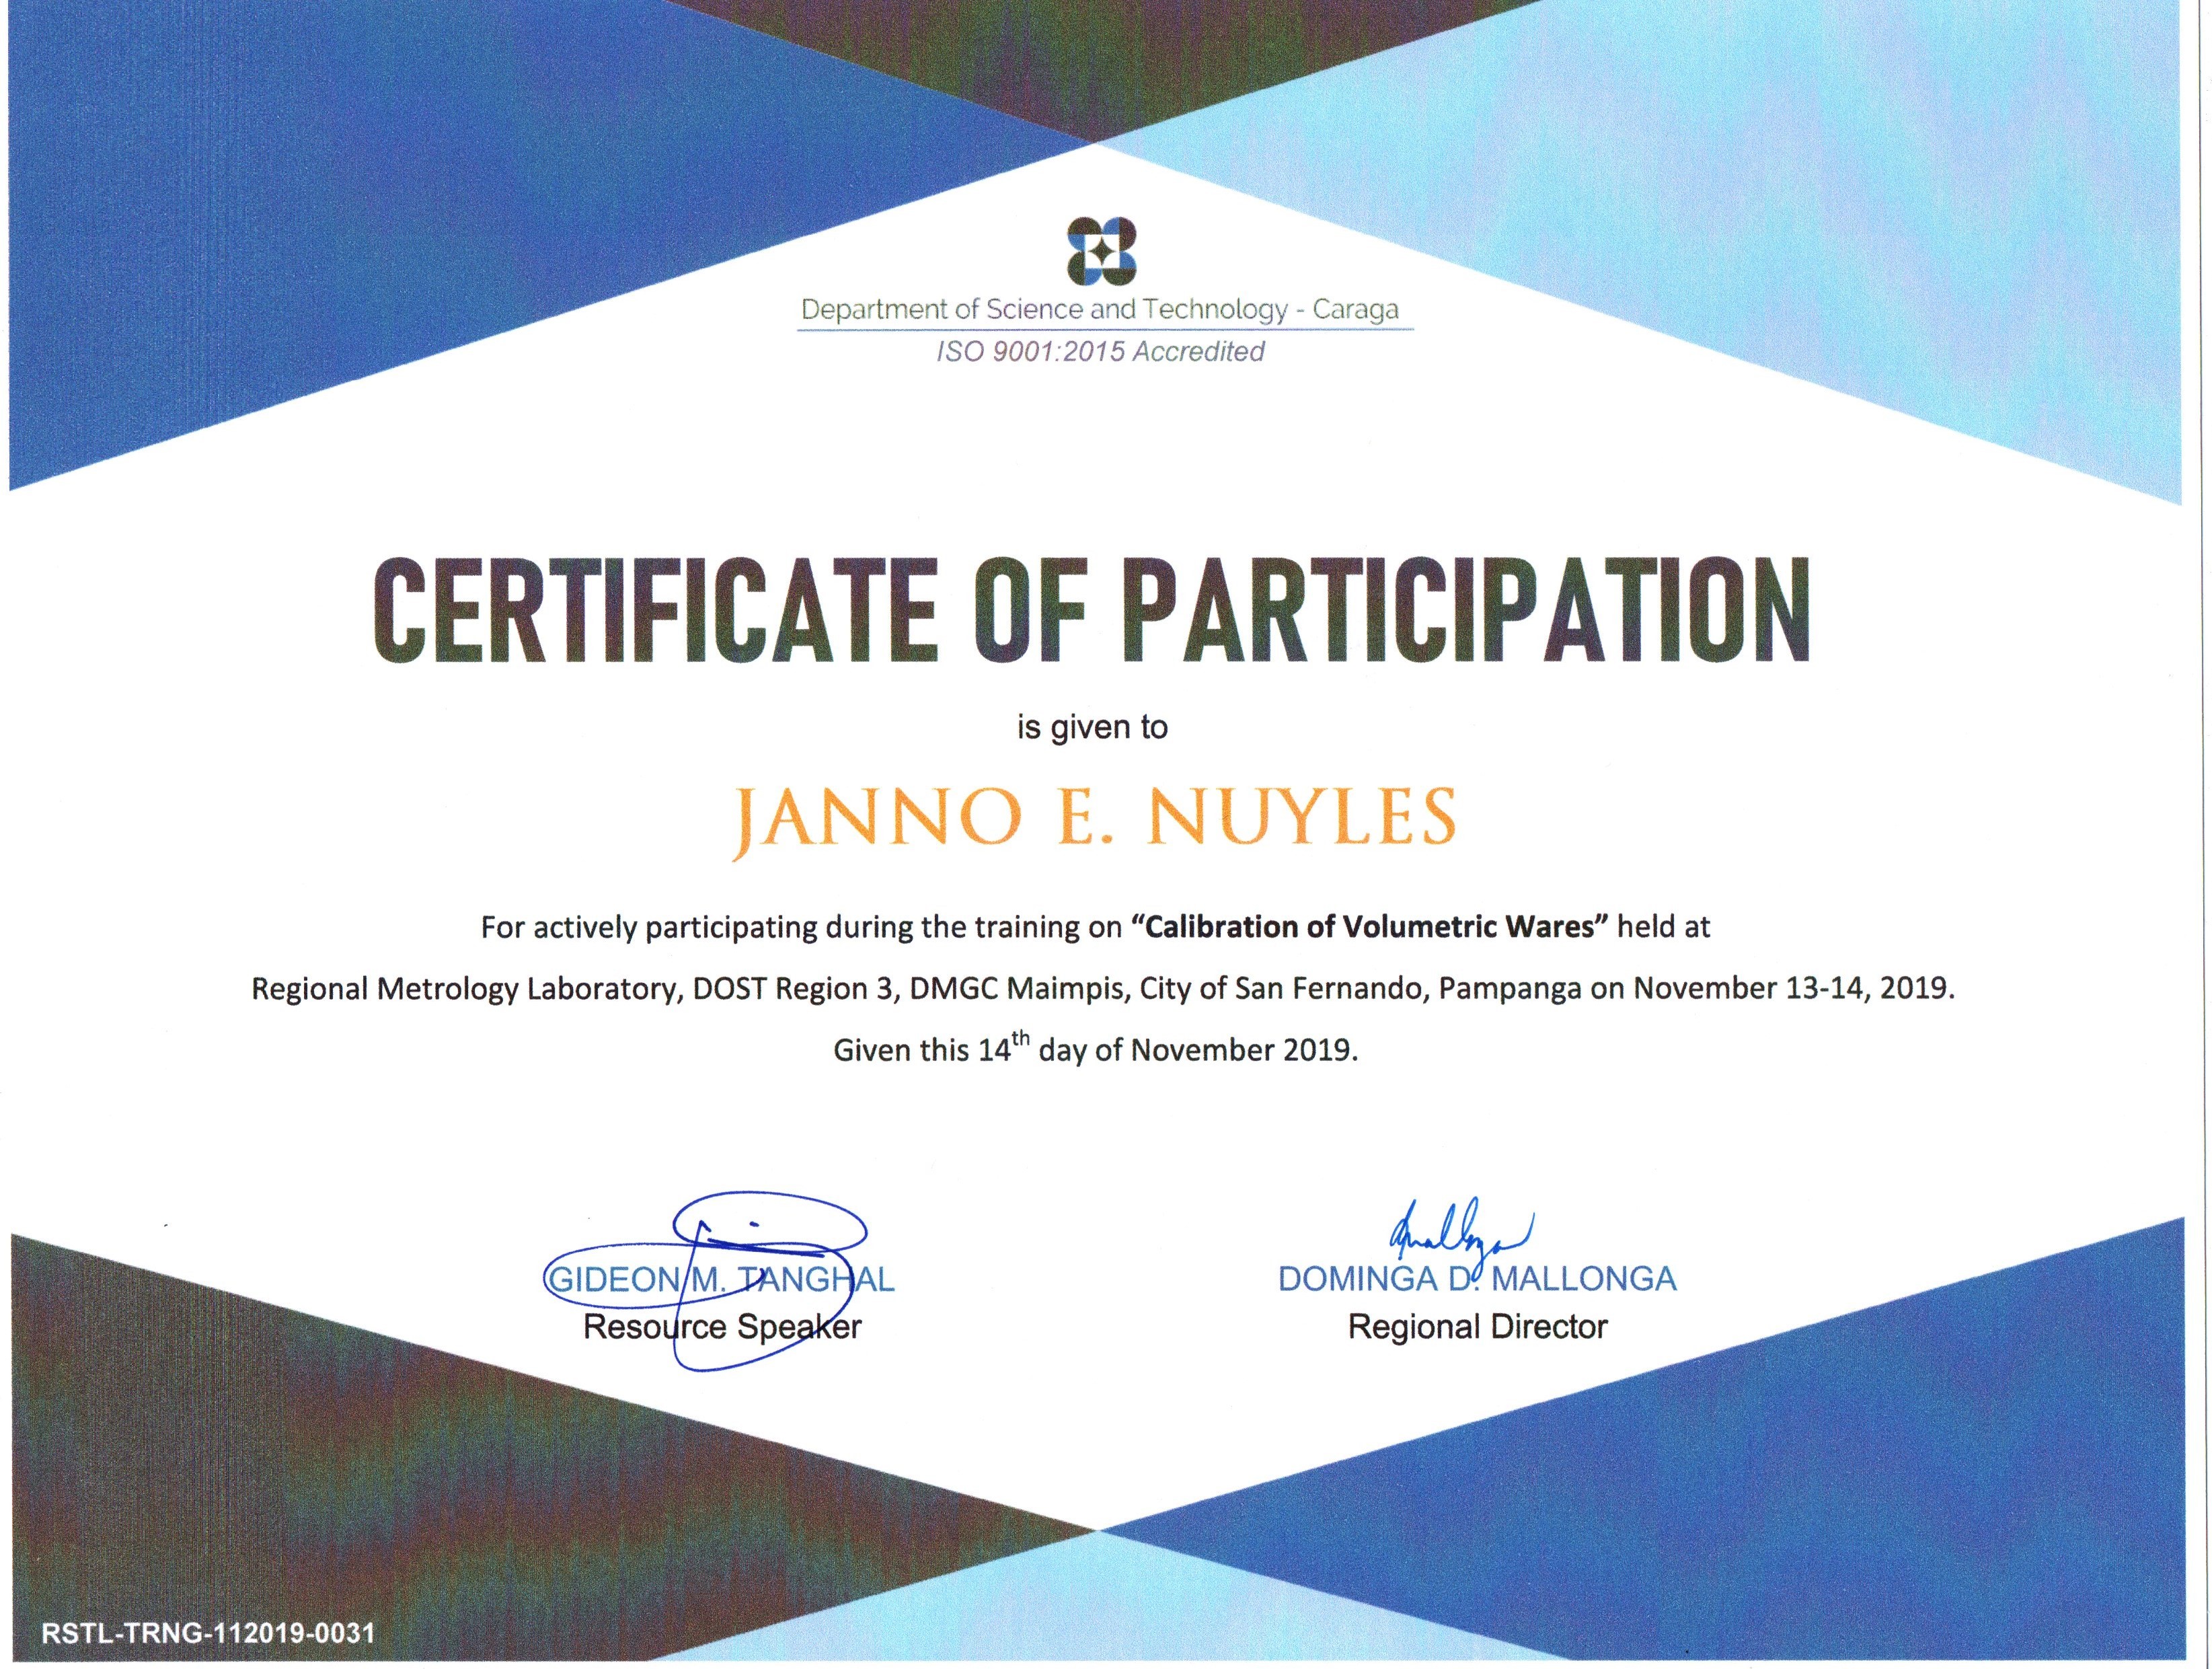 Department of Science and Technology - Caraga
ISO 9001:2015 Accredited
CERTIFICATE OF PARTICIPATION
is given to
JANNO E. NUYLES
For actively participating during the training on “Calibration of Volumetric Wares” held at
Regional Metrology Laboratory, DOST Region 3, DMGC Maimpis, City of San Fernando, Pampanga on November 13-14, 2019.
Given this 14th day of November 2019.
GIDEON M. TANGHAL
Resource Speaker
DOMINGA D. MALLONGA
Regional Director
RSTL-TRNG-112019-0031